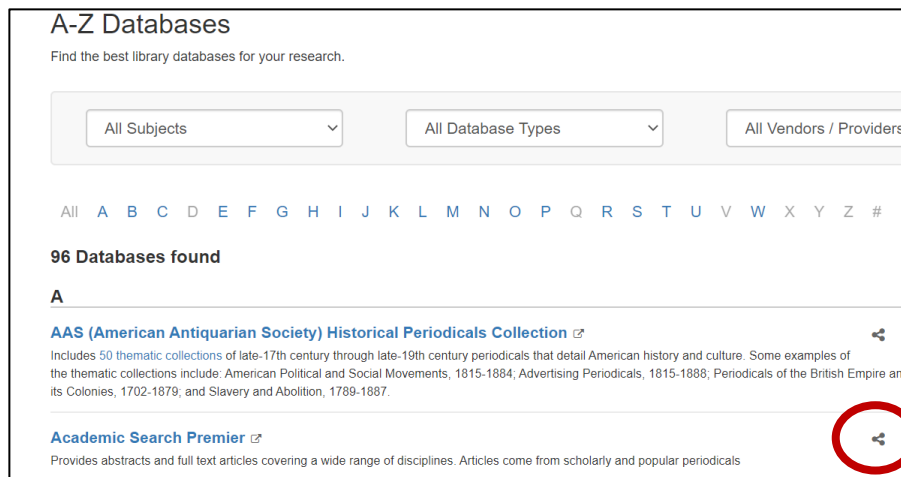 A-Z Databases
Find the best library databases for your research.
All Subjects All Database Types All Vendors / Providers
All A B C D E F G H I J K L M N O P Q R S T U V W X Y Z #
96 Databases found
A
AAS (American Antiquarian Society) Historical Periodicals Collection
Includes 50 thematic collections of late-17th century through late-19th century periodicals that detail American history and culture. Some examples of
the thematic collections include: American Political and Social Movements, 1815-1884; Advertising Periodicals, 1815-1888; Periodicals of the British Empire an
its Colonies, 1702-1879; and Slavery and Abolition, 1789-1887.
Academic Search Premier
Provides abstracts and full text articles covering a wide range of disciplines. Articles come from scholarly and popular periodicals